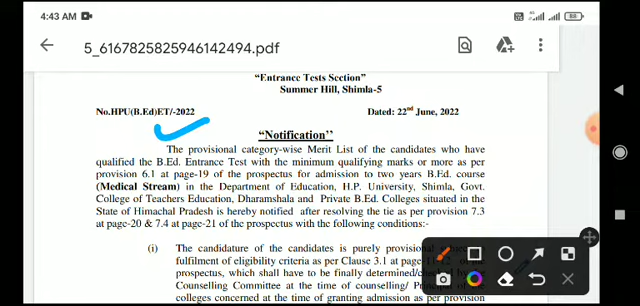 4:43 AM
5_6167825825946142494.pdf
"Entrance Tests Section"
Summer Hill, Shimla-5
No.HPU(B.Ed)ET/-2022 Dated: 22nd June, 2022
"Notification"
The provisional category-wise Merit List of the candidates who have
qualified the B.Ed. Entrance Test with the minimum qualifying marks or more as per
provision 6.1 at page-19 of the prospectus for admission to two years B.Ed. course
(Medical Stream) in the Department of Education, H.P. University, Shimla, Govt.
College of Teachers Education, Dharamshala and Private B.Ed. Colleges situated in the
State of Himachal Pradesh is hereby notified after resolving the tie as per provision 7.3
at page-20 & 7.4 at page-21 of the prospectus with the following conditions:-
(i) The candidature of the candidates is purely provisional
fulfilment of eligibility criteria as per Clause 3.1 at page
prospectus, which shall have to be finally determined/
Counselling Committee at the time of counselling/
colleges concerned at the time of granting admission as per provision